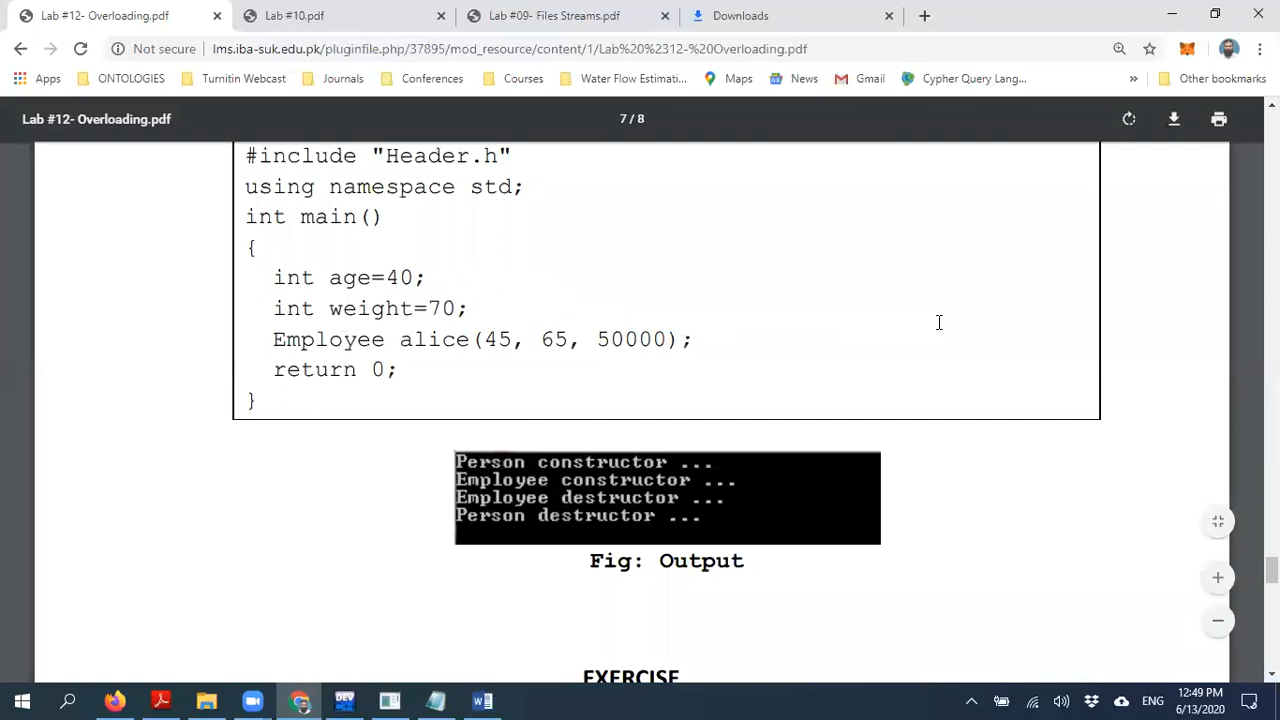 Lab #12- Overloading.pdf
Lab #10.pdf
Lab #09- Files Streams.pdf
Downloads
Not secure
lms.iba-suk.edu.pk/pluginfile.php/37895/mod_resource/content/1/Lab%20%2312-%20Overloading.pdf
Apps
ONTOLOGIES
Turnitin Webcast
Journals
Conferences
Courses
Water Flow Estimati...
Maps
News
Gmail
Cypher Query Lang...
»
Other bookmarks
Lab #12- Overloading.pdf
7 / 8
#include "Header.h"
using namespace std;
int main()
{
int age=40;
int weight=70;
Employee alice(45, 65, 50000);
return 0;
}
Person constructor ...
Employee constructor ...
Employee destructor ...
Person destructor ...
Fig: Output
EXERCISE
DEV
ENG
12:49 PM
6/13/2020